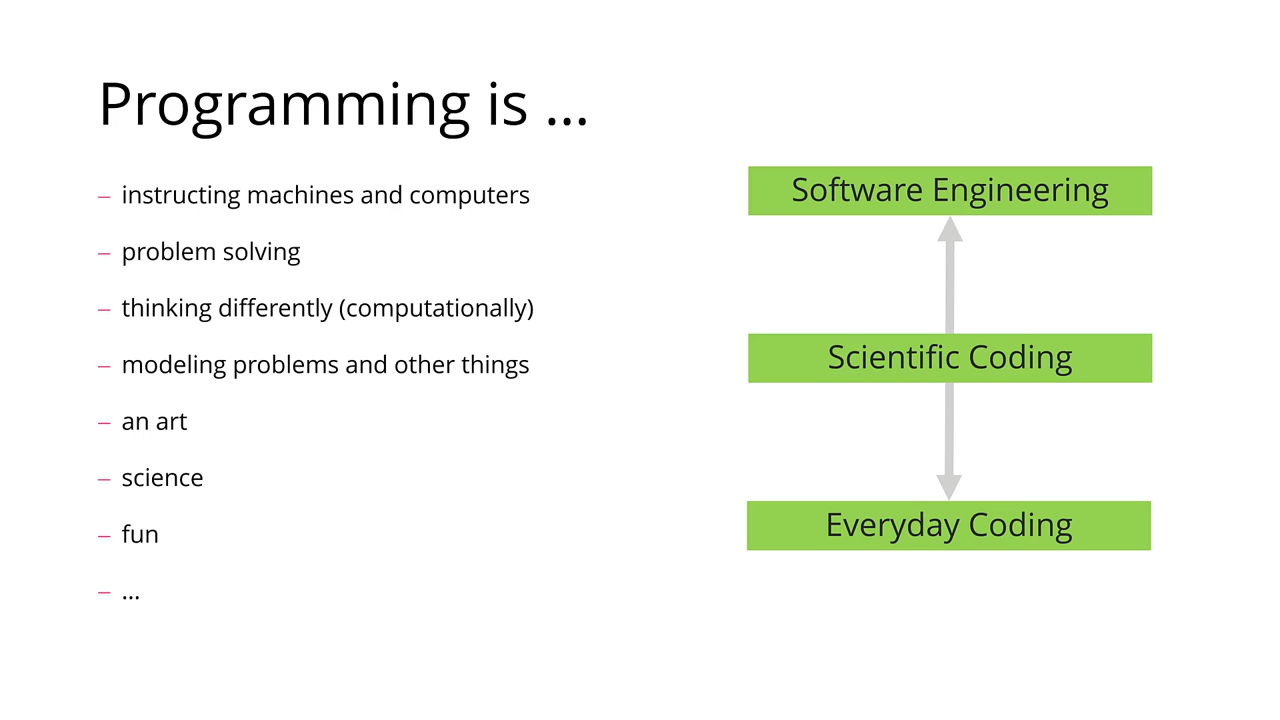 Programming is ...
– instructing machines and computers
– problem solving
– thinking differently (computationally)
– modeling problems and other things
– an art
– science
– fun
– ...
Software Engineering
Scientific Coding
Everyday Coding